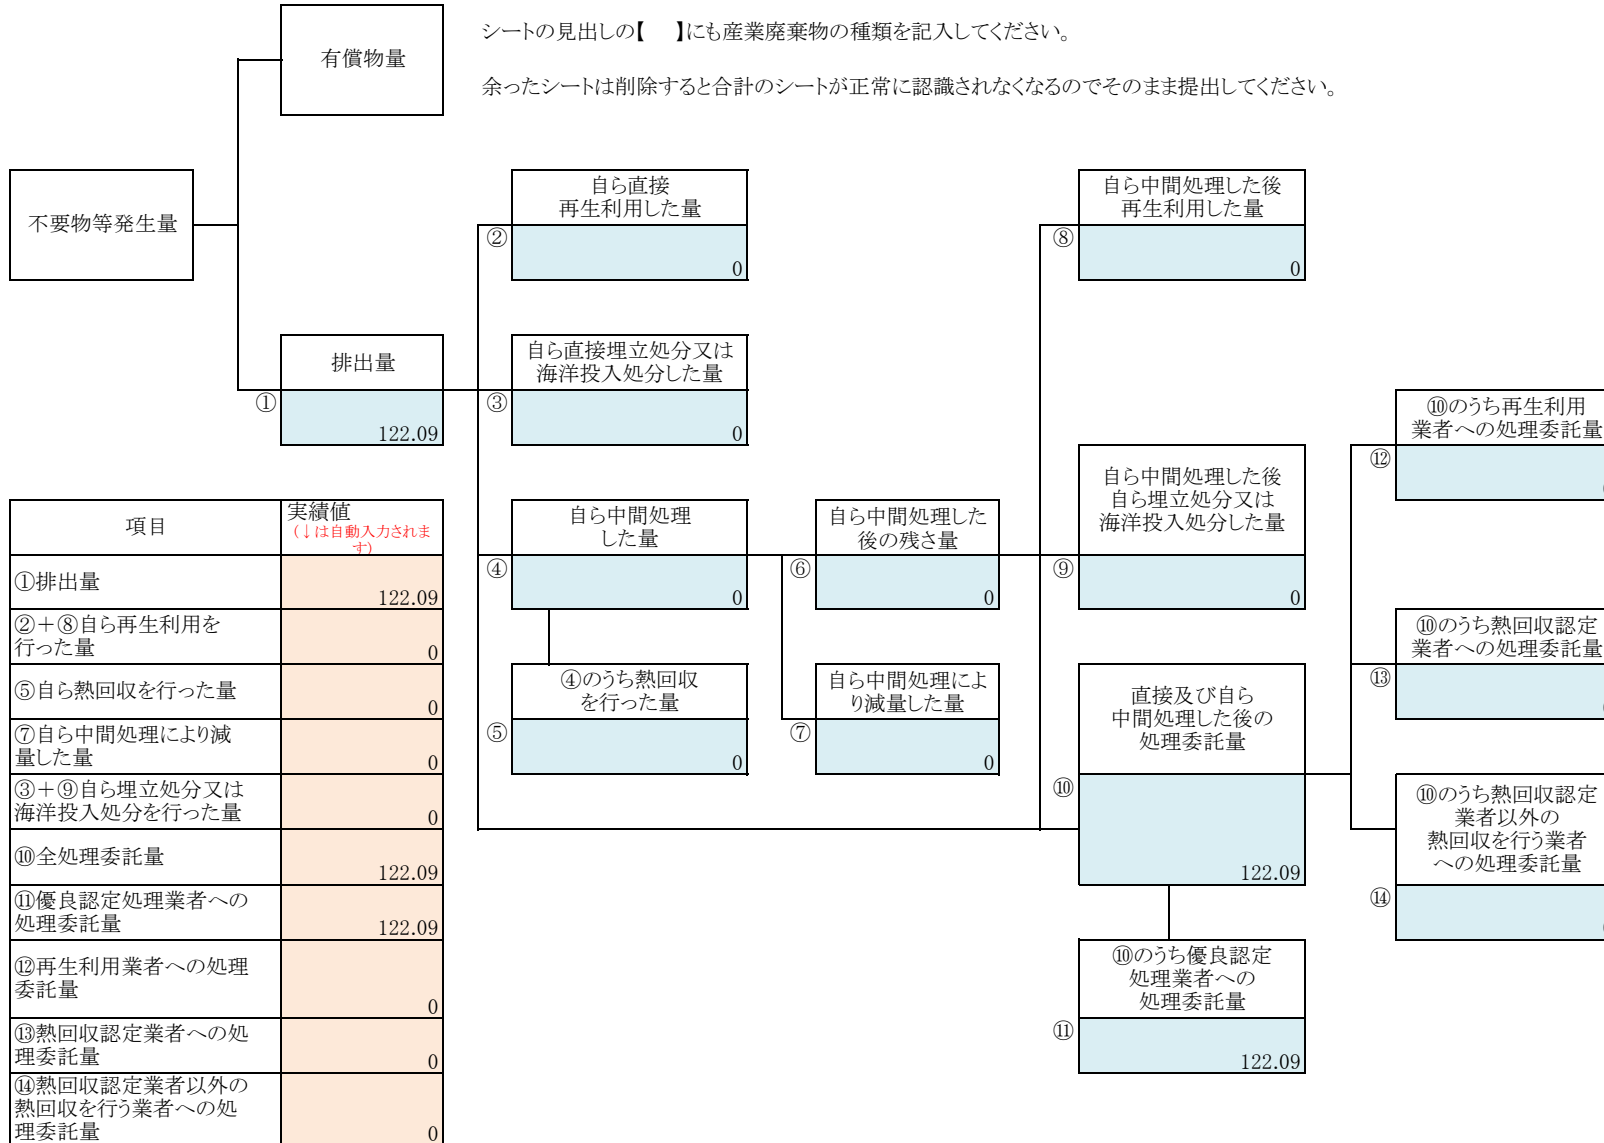 シートの見出しの【　】にも産業廃棄物の種類を記入してください。
有償物量
余ったシートは削除すると合計のシートが正常に認識されなくなるのでそのまま提出してください。
不要物等発生量
自ら直接
再生利用した量
②
0
自ら中間処理した後
再生利用した量
⑧
0
排出量
①
122.09
自ら直接埋立処分又は
海洋投入処分した量
③
0
⑩のうち再生利用
業者への処理委託量
⑫
自ら中間処理
した量
④
0
自ら中間処理した
後の残さ量
⑥
0
自ら中間処理した後
自ら埋立処分又は
海洋投入処分した量
⑨
0
⑩のうち熱回収認定
業者への処理委託量
⑬
④のうち熱回収
を行った量
⑤
0
自ら中間処理によ
り減量した量
⑦
0
直接及び自ら
中間処理した後の
処理委託量
⑩
122.09
⑩のうち熱回収認定
業者以外の
熱回収を行う業者
への処理委託量
⑭
⑩のうち優良認定
処理業者への
処理委託量
⑪
122.09
項目
実績値
（↓は自動入力されま
す）
①排出量
122.09
②＋⑧自ら再生利用を
行った量
0
⑤自ら熱回収を行った量
0
⑦自ら中間処理により減
量した量
0
③＋⑨自ら埋立処分又は
海洋投入処分を行った量
0
⑩全処理委託量
122.09
⑪優良認定処理業者への
処理委託量
122.09
⑫再生利用業者への処理
委託量
0
⑬熱回収認定業者への処
理委託量
0
⑭熱回収認定業者以外の
熱回収を行う業者への処
理委託量
0